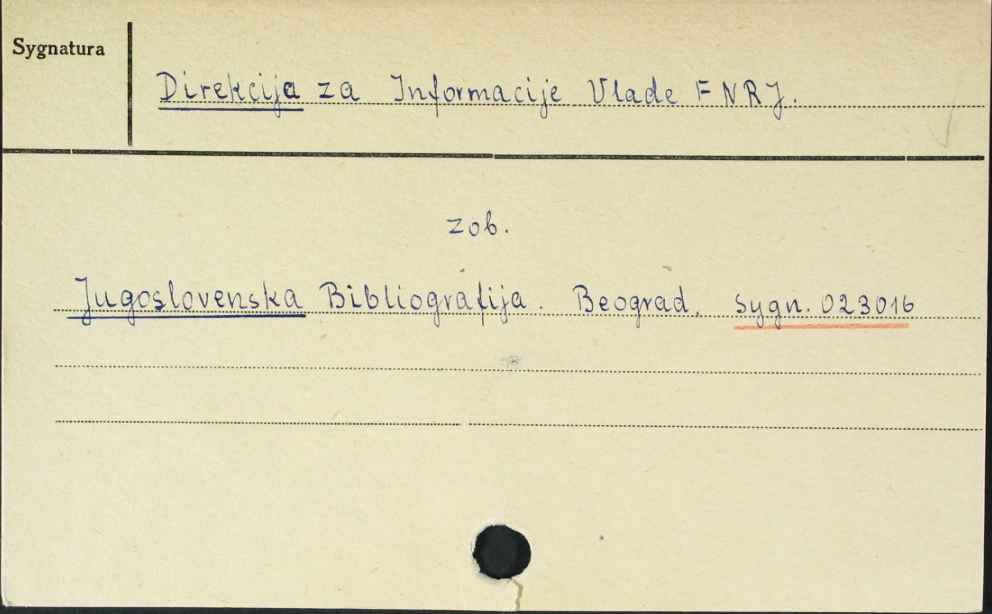 Sygnatura
Direkcija za Informacije Vlade FNRJ.
zob.
Jugoslovenska Bibliografija. Beograd. sygn. 023016